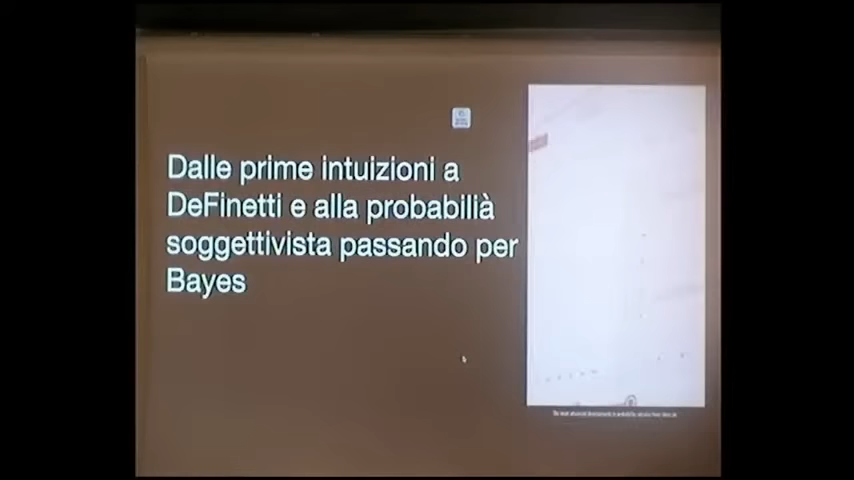 Dalle prime intuizioni a
DeFinetti e alla probabilià
soggettivista passando per
Bayes